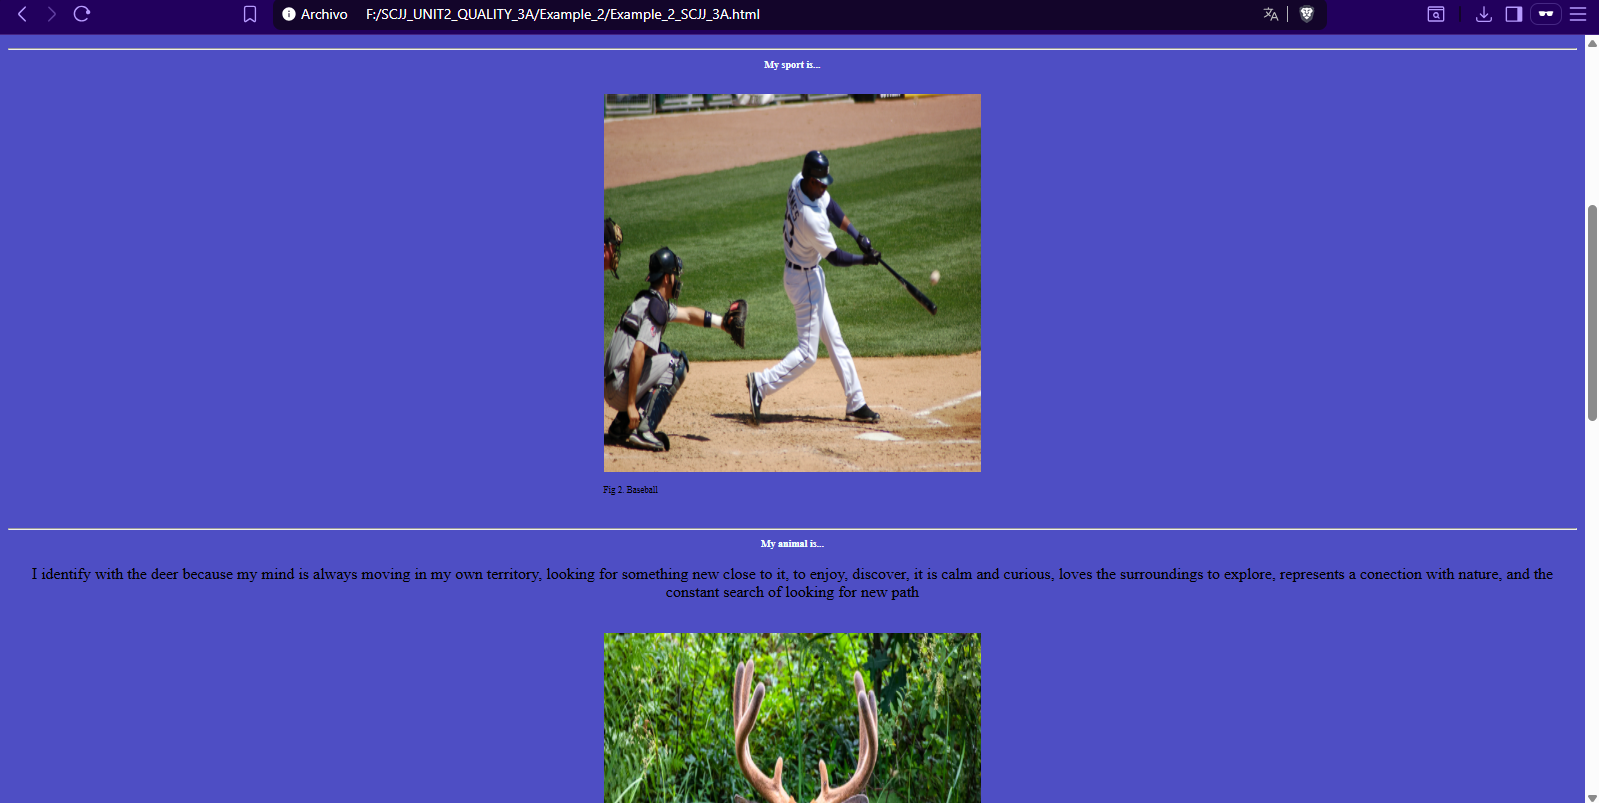 Archivo F:/SCJJ_UNIT2_QUALITY_3A/Example_2/Example_2_SCJJ_3A.html
My sport is...
Fig 2. Baseball
My animal is...
I identify with the deer because my mind is always moving in my own territory, looking for something new close to it, to enjoy, discover, it is calm and curious, loves the surroundings to explore, represents a conection with nature, and the
constant search of looking for new path